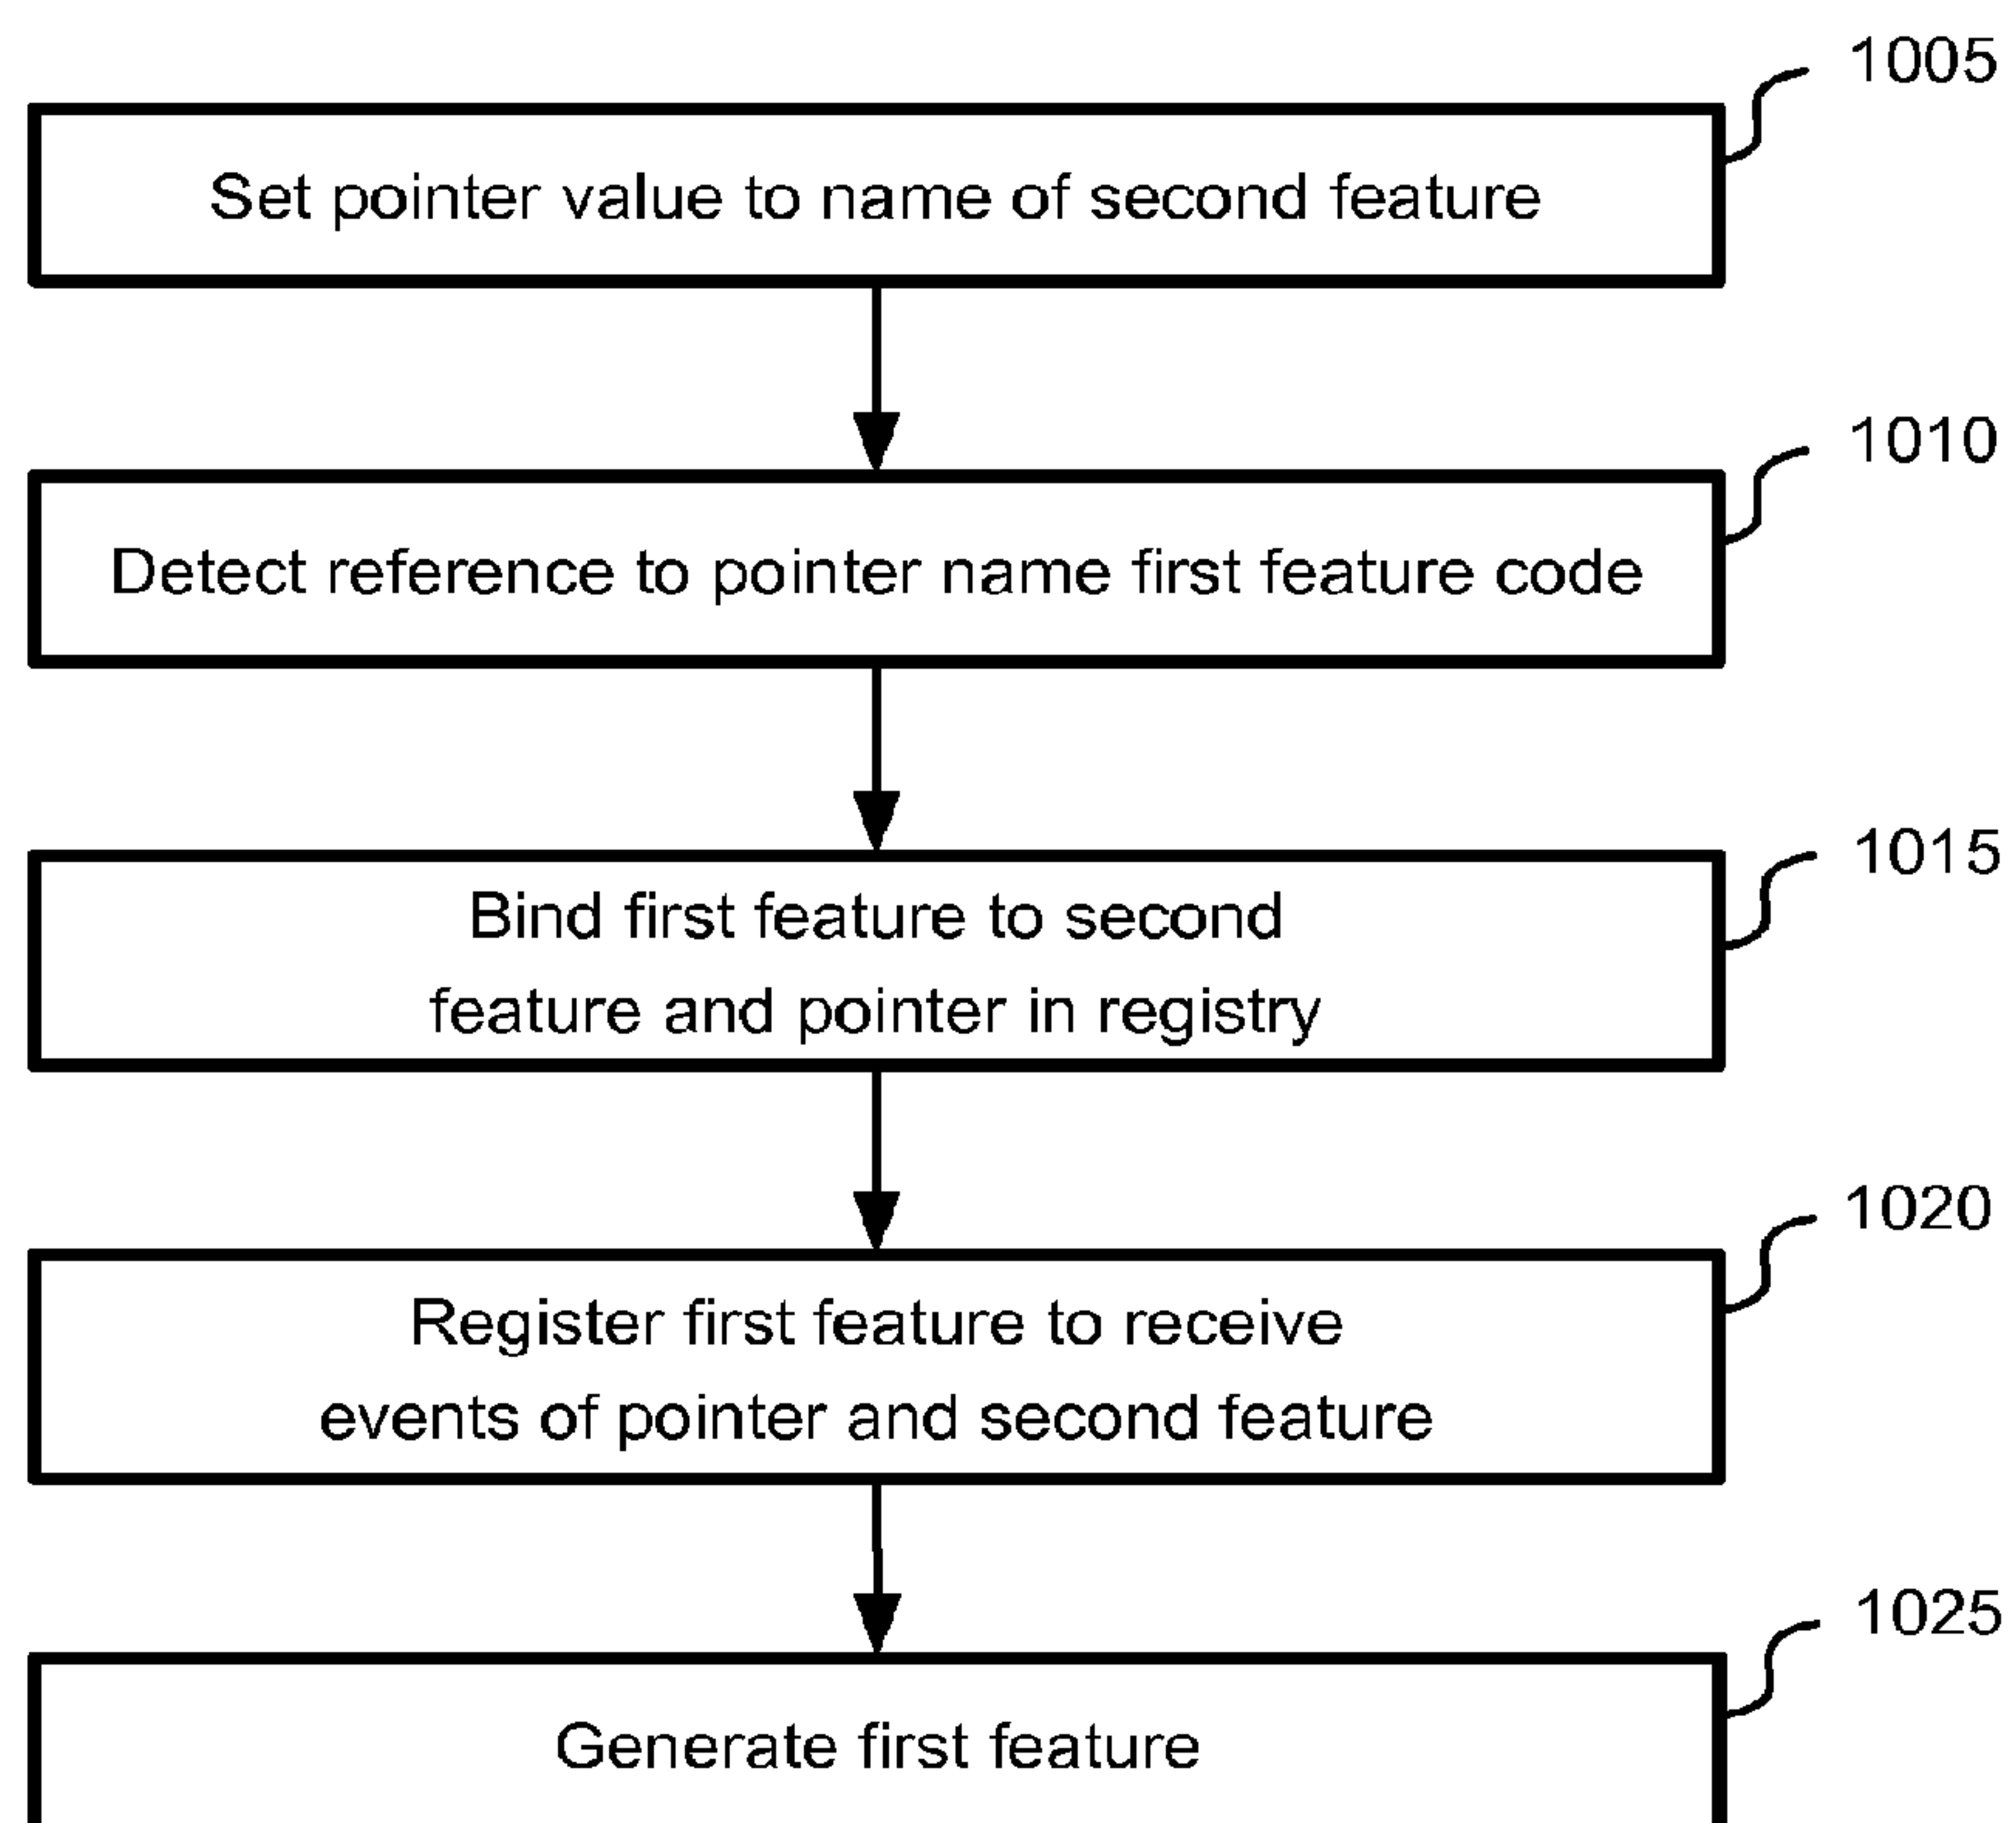 1005
Set pointer value to name of second feature
1010
Detect reference to pointer name first feature code
1015
Bind first feature to second
feature and pointer in registry
1020
Register first feature to receive
events of pointer and second feature
1025
Generate first feature